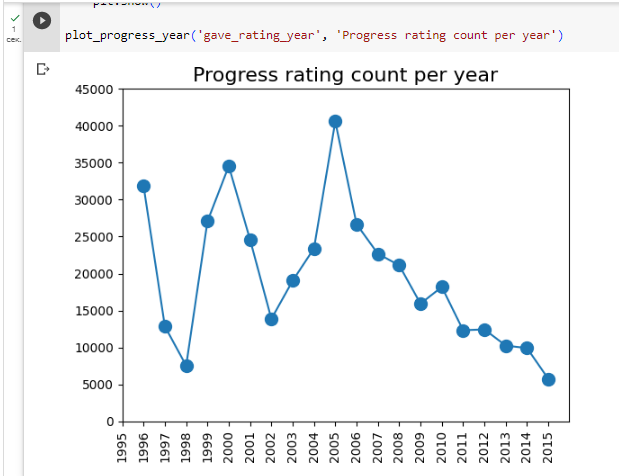 plt.show()
1
сек.
plot_progress_year('gave_rating_year', 'Progress rating count per year')
Progress rating count per year
45000
40000
35000
30000
25000
20000
15000
10000
5000
0
1995 1996 1997 1998 1999 2000 2001 2002 2003 2004 2005 2006 2007 2008 2009 2010 2011 2012 2013 2014 2015